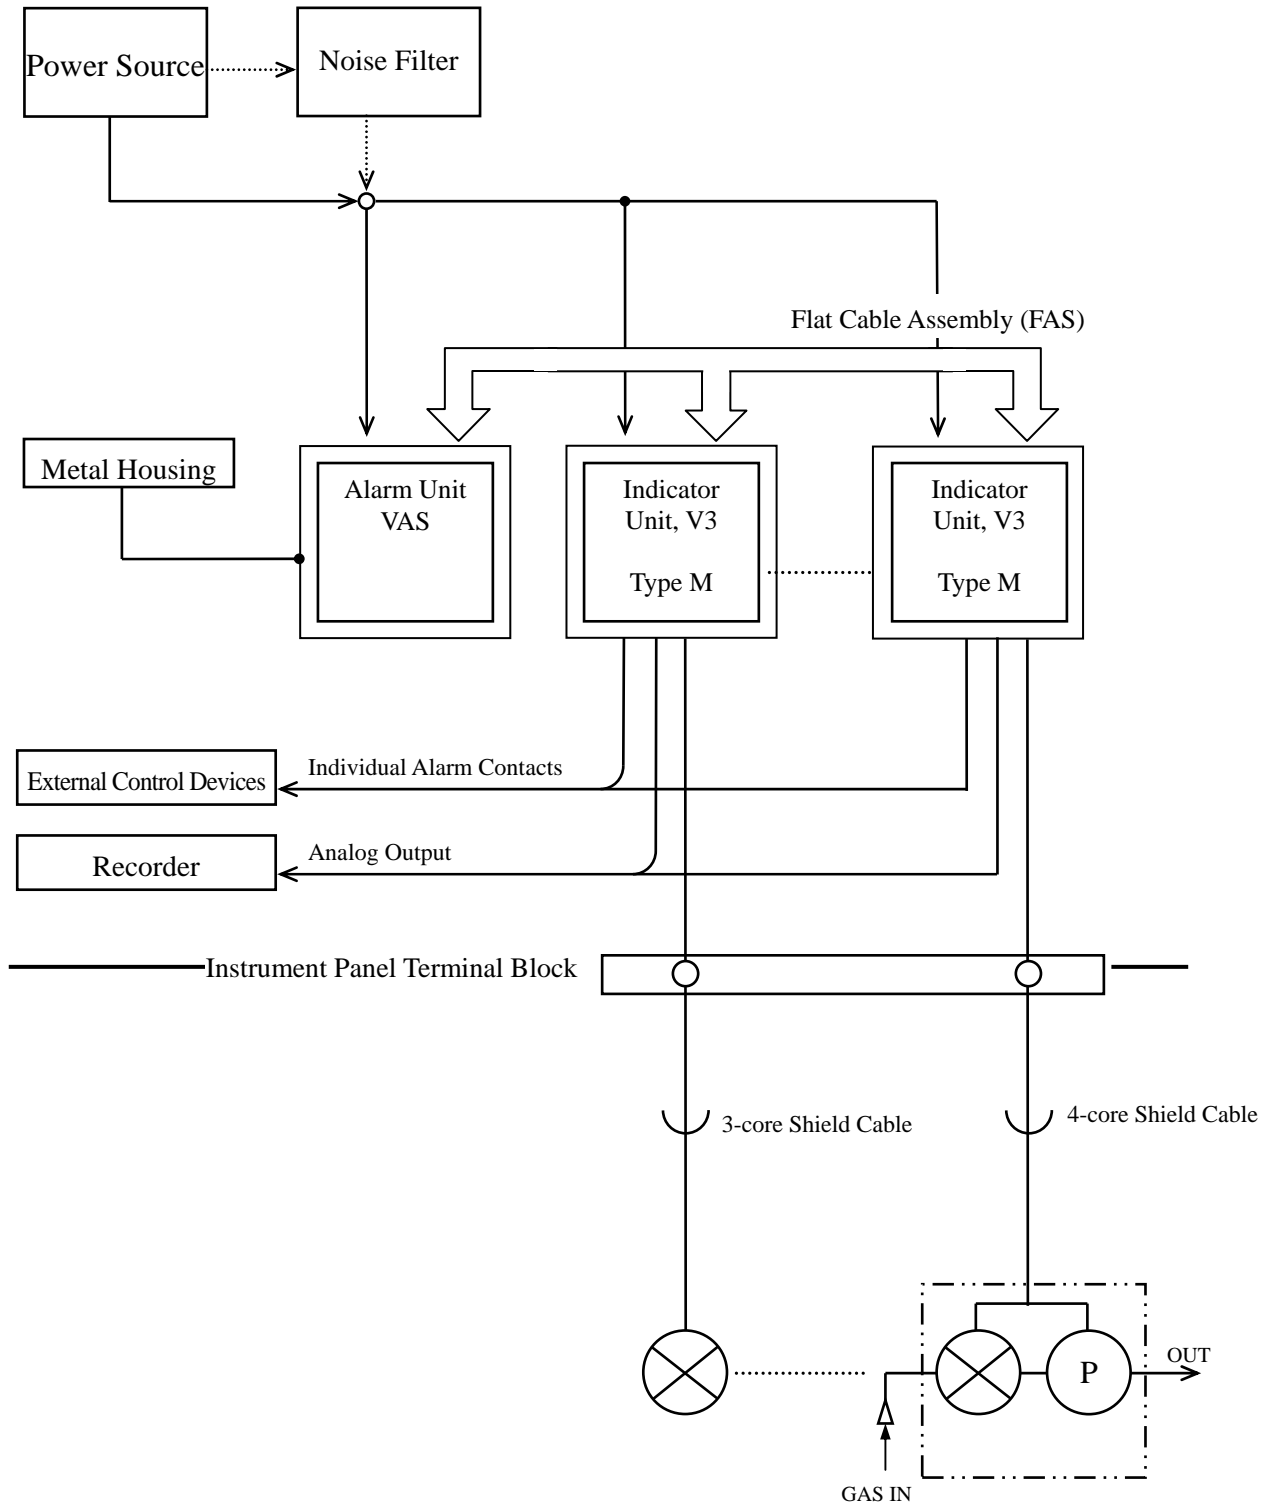 Power Source
Noise Filter
Flat Cable Assembly (FAS)
Metal Housing
Alarm Unit
VAS
Indicator
Unit, V3
Type M
Indicator
Unit, V3
Type M
External Control Devices
Individual Alarm Contacts
Recorder
Analog Output
Instrument Panel Terminal Block
3-core Shield Cable
4-core Shield Cable
P
OUT
GAS IN